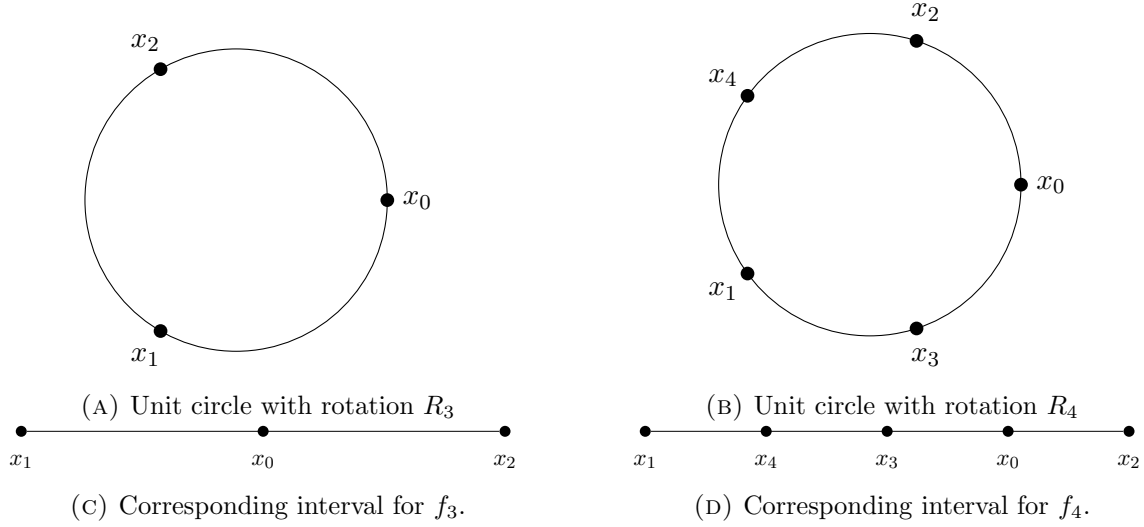 x₂
x₀
x₁
(A) Unit circle with rotation R₃
x₂
x₄
x₀
x₁
x₃
(B) Unit circle with rotation R₄
x₁ x₀ x₂
(C) Corresponding interval for f₃.
x₁ x₄ x₃ x₀ x₂
(D) Corresponding interval for f₄.